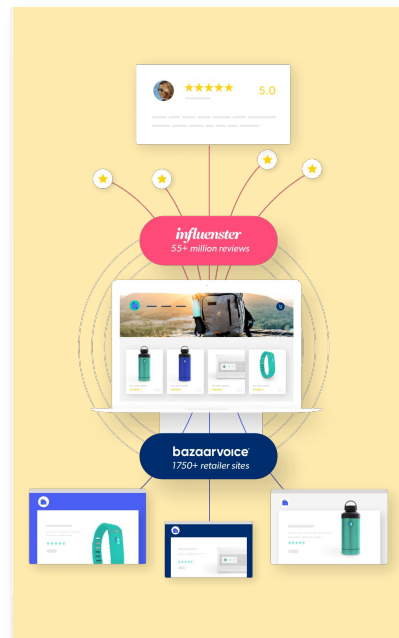 5.0
influenster
55+ million reviews
bazaarvoice
1750+ retailer sites